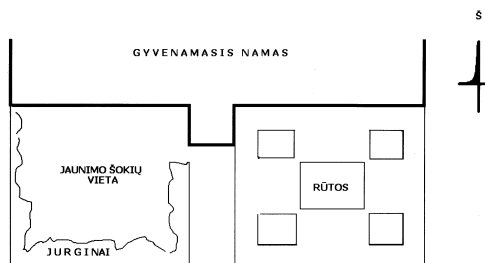 Š
GYVENAMASIS NAMAS
JAUNIMO ŠOKIŲ
VIETA
RŪTOS
JURGINAI